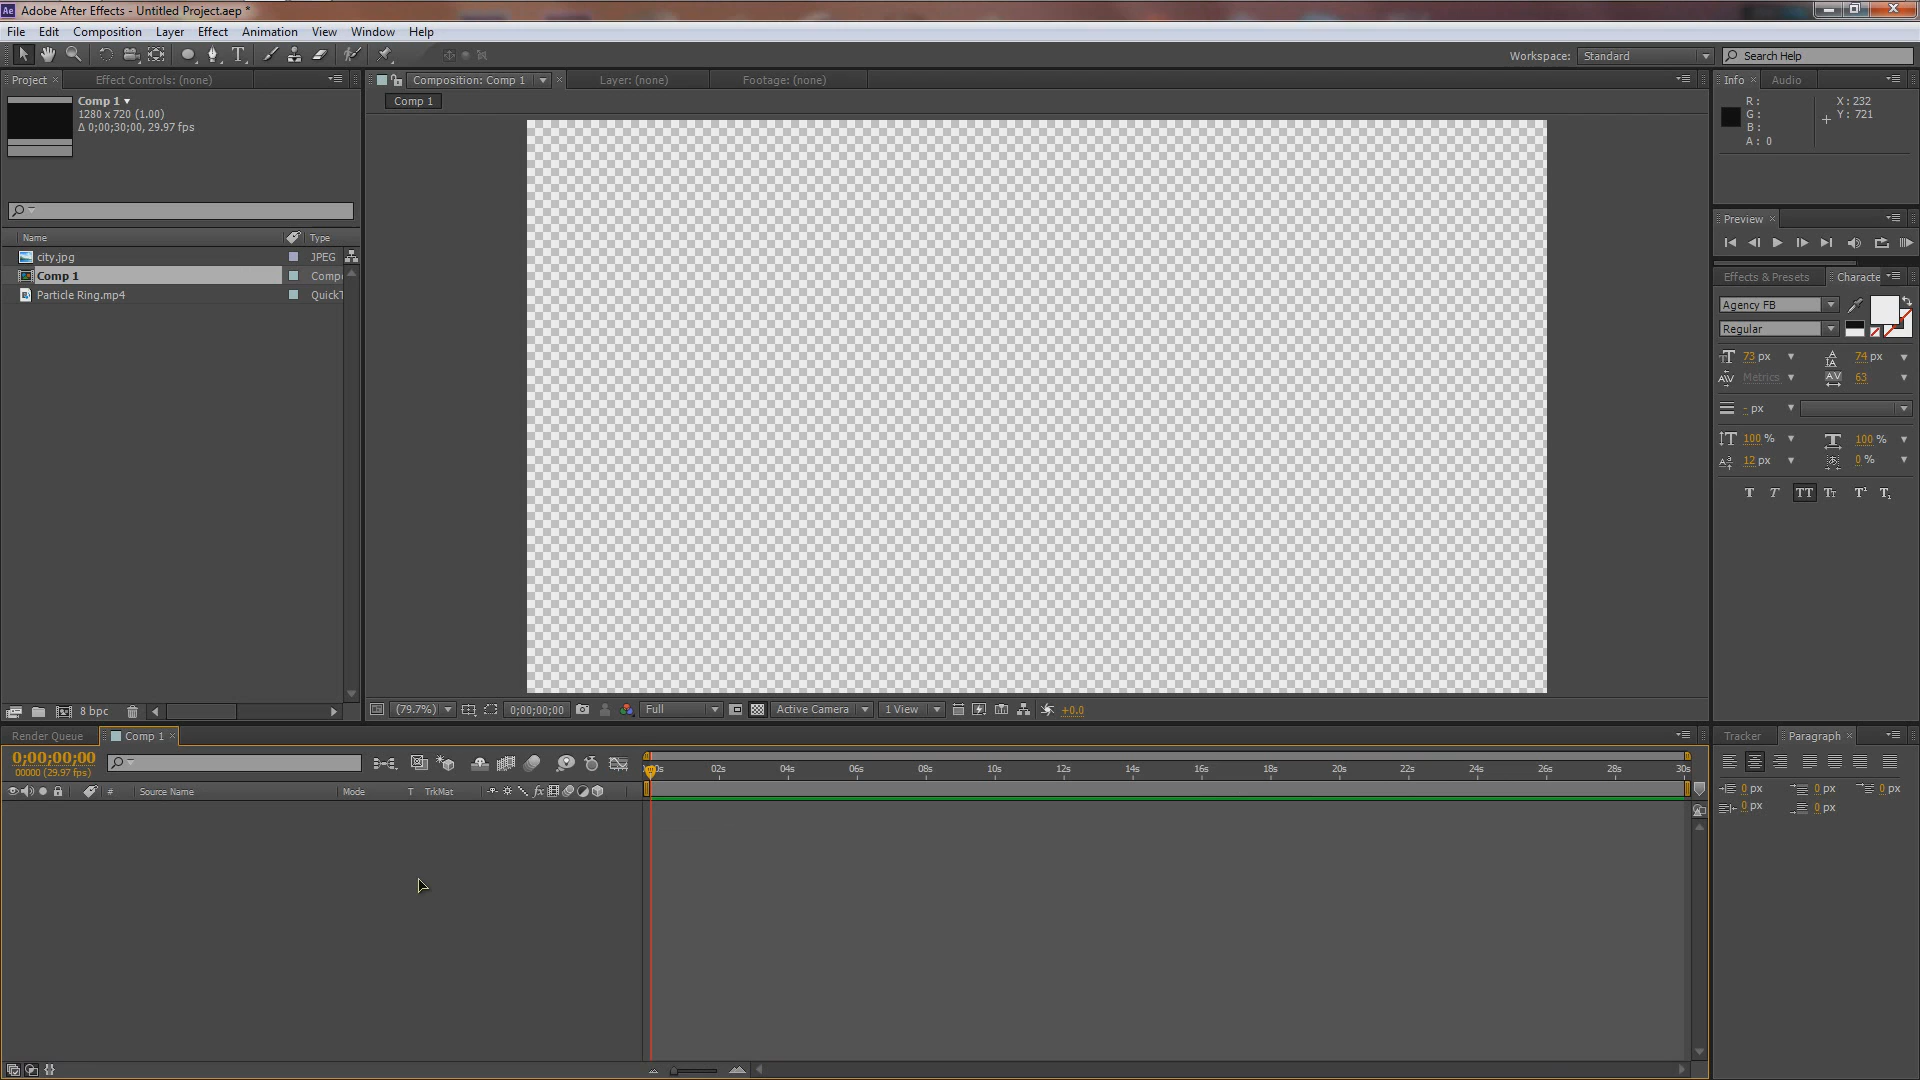 Ae Adobe After Effects - Untitled Project.aep *
File Edit Composition Layer Effect Animation View Window Help
Workspace: Standard Search Help
Project Effect Controls: (none) Composition: Comp 1 Layer: (none) Footage: (none) Info Audio
Comp 1
1280 x 720 (1.00)
Δ 0;00;30;00, 29.97 fps
Comp 1
R :
G :
B :
A : 0
X : 232
Y : 721
Preview
Name Type
city.jpg JPEG
Comp 1 Comp
Particle Ring.mp4 QuickT
Effects & Presets Characte
Agency FB
Regular
73 px 74 px
Metrics 63
- px
100 % 100 %
12 px 0 %
T T TT Tr T¹ T₁
8 bpc
(79.7%) 0;00;00;00 Full Active Camera 1 View +0.0
Render Queue Comp 1
0;00;00;00
00000 (29.97 fps)
0s 02s 04s 06s 08s 10s 12s 14s 16s 18s 20s 22s 24s 26s 28s 30s
# Source Name Mode T TrkMat fx
Tracker Paragraph
0 px 0 px 0 px
0 px 0 px